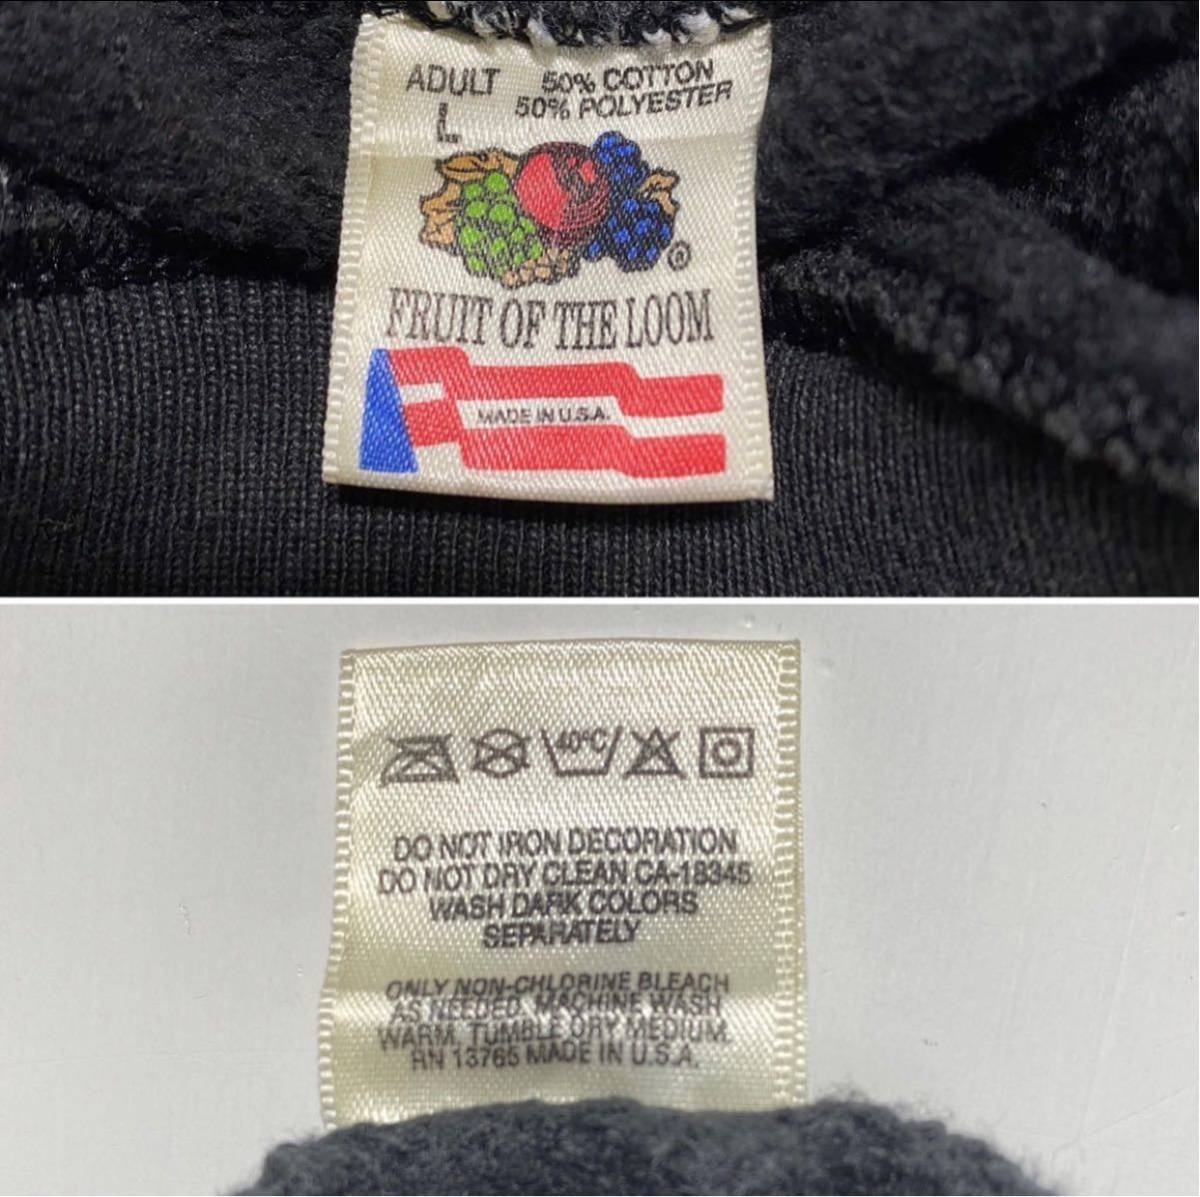 ADULT
L
50% COTTON
50% POLYESTER
®
FRUIT OF THE LOOM
MADE IN U.S.A.
40°C
DO NOT IRON DECORATION
DO NOT DRY CLEAN CA-18345
WASH DARK COLORS
SEPARATELY
ONLY NON-CHLORINE BLEACH
AS NEEDED. MACHINE WASH
WARM. TUMBLE DRY MEDIUM.
RN 13765 MADE IN U.S.A.